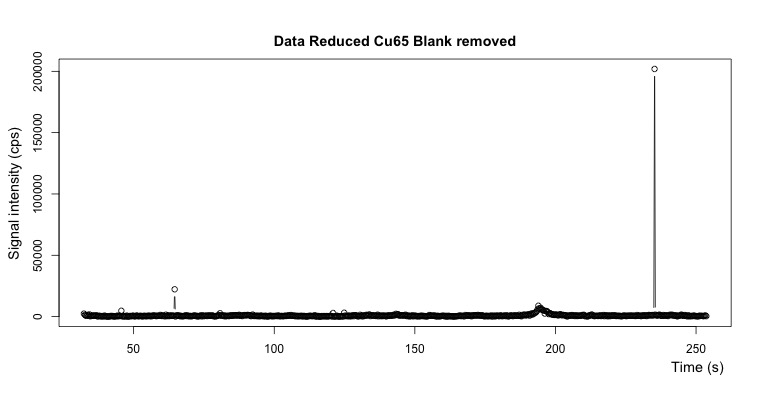 Data Reduced Cu65 Blank removed
Signal intensity (cps)
200000
150000
100000
50000
0
50 100 150 200 250
Time (s)